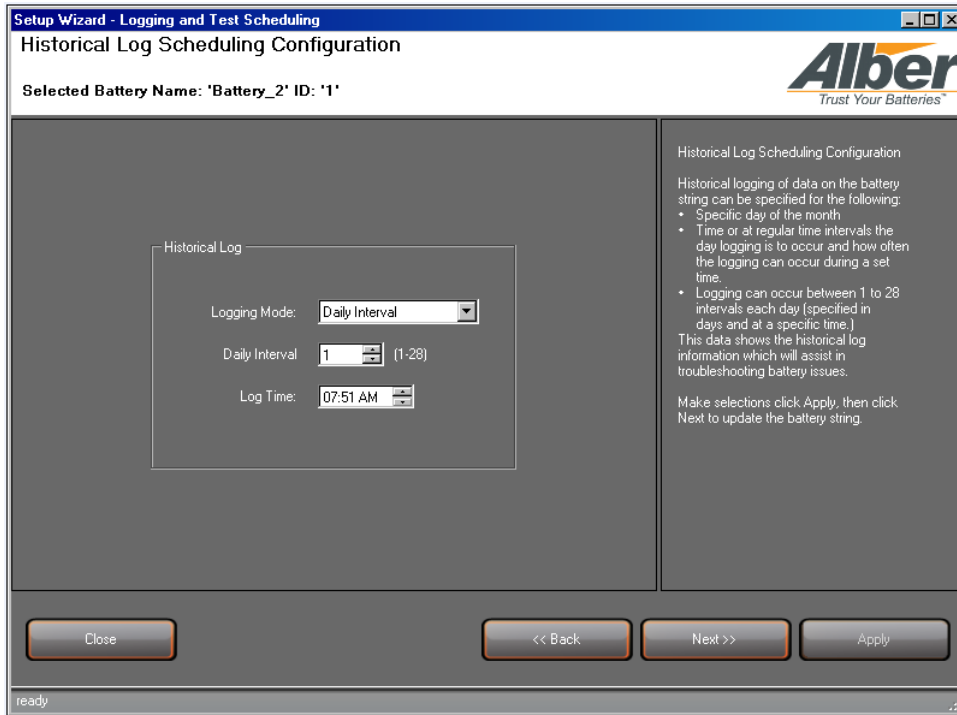 Setup Wizard - Logging and Test Scheduling
Historical Log Scheduling Configuration
Selected Battery Name: 'Battery_2' ID: '1'
Alber
Trust Your Batteries™
Historical Log
Logging Mode: Daily Interval
Daily Interval 1 (1-28)
Log Time: 07:51 AM
Historical Log Scheduling Configuration
Historical logging of data on the battery
string can be specified for the following:
• Specific day of the month
• Time or at regular time intervals the
day logging is to occur and how often
the logging can occur during a set
time.
• Logging can occur between 1 to 28
intervals each day (specified in
days and at a specific time.)
This data shows the historical log
information which will assist in
troubleshooting battery issues.
Make selections click Apply, then click
Next to update the battery string.
Close
<< Back
Next >>
Apply
ready